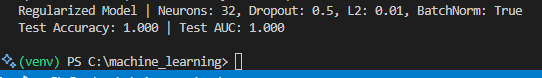 Regularized Model | Neurons: 32, Dropout: 0.5, L2: 0.01, BatchNorm: True
Test Accuracy: 1.000 | Test AUC: 1.000
(venv) PS C:\machine_learning>